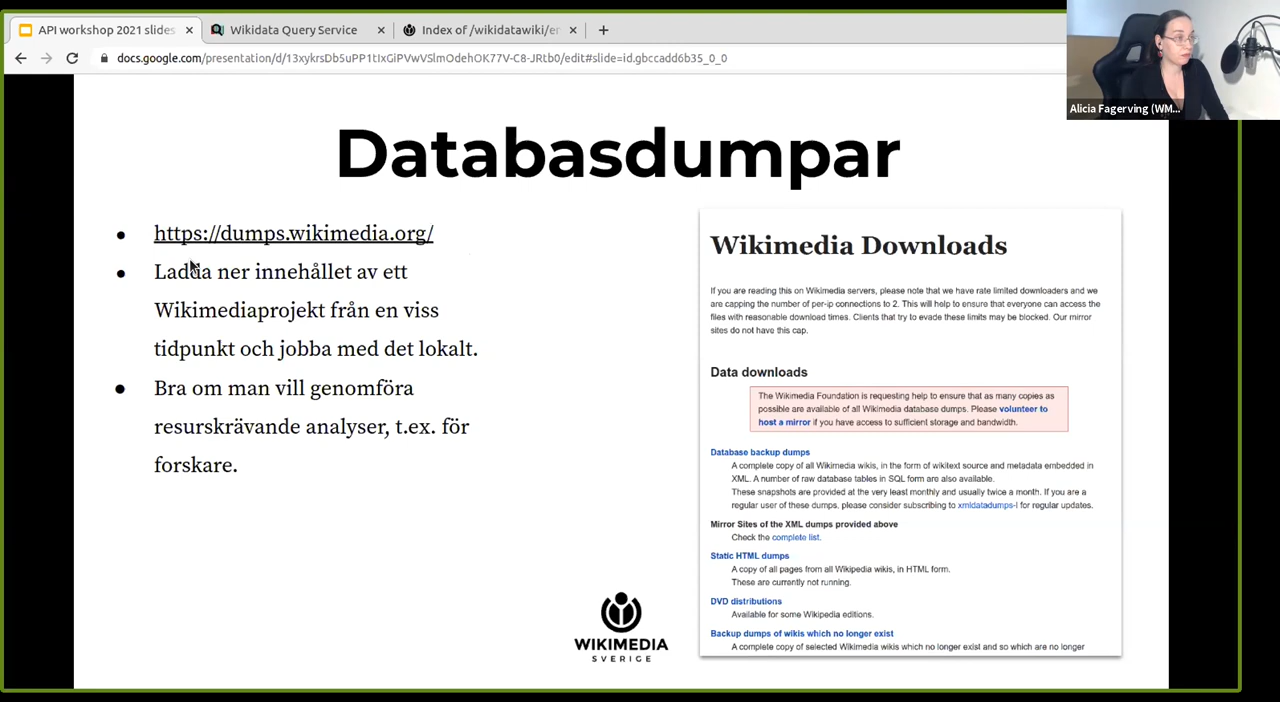 API workshop 2021 slides
Wikidata Query Service
Index of /wikidatawiki/en
docs.google.com/presentation/d/13xykrsDb5uPP1tIxGiPVwVSlmOdehOK77V-C8-JRtb0/edit#slide=id.gbccadd6b35_0_0
Alicia Fagerving (WM...
Databasdumpar
https://dumps.wikimedia.org/
Ladda ner innehållet av ett
Wikimediaprojekt från en viss
tidpunkt och jobba med det lokalt.
Bra om man vill genomföra
resurskrävande analyser, t.ex. för
forskare.
Wikimedia Downloads
If you are reading this on Wikimedia servers, please note that we have rate limited downloaders and we
are capping the number of per-ip connections to 2. This will help to ensure that everyone can access the
files with reasonable download times. Clients that try to evade these limits may be blocked. Our mirror
sites do not have this cap.
Data downloads
The Wikimedia Foundation is requesting help to ensure that as many copies as
possible are available of all Wikimedia database dumps. Please volunteer to
host a mirror if you have access to sufficient storage and bandwidth.
Database backup dumps
A complete copy of all Wikimedia wikis, in the form of wikitext source and metadata embedded in
XML. A number of raw database tables in SQL form are also available.
These snapshots are provided at the very least monthly and usually twice a month. If you are a
regular user of these dumps, please consider subscribing to xmldatadumps-l for regular updates.
Mirror Sites of the XML dumps provided above
Check the complete list.
Static HTML dumps
A copy of all pages from all Wikipedia wikis, in HTML form.
These are currently not running.
DVD distributions
Available for some Wikipedia editions.
Backup dumps of wikis which no longer exist
A complete copy of selected Wikimedia wikis which no longer exist and so which are no longer
WIKIMEDIA
SVERIGE